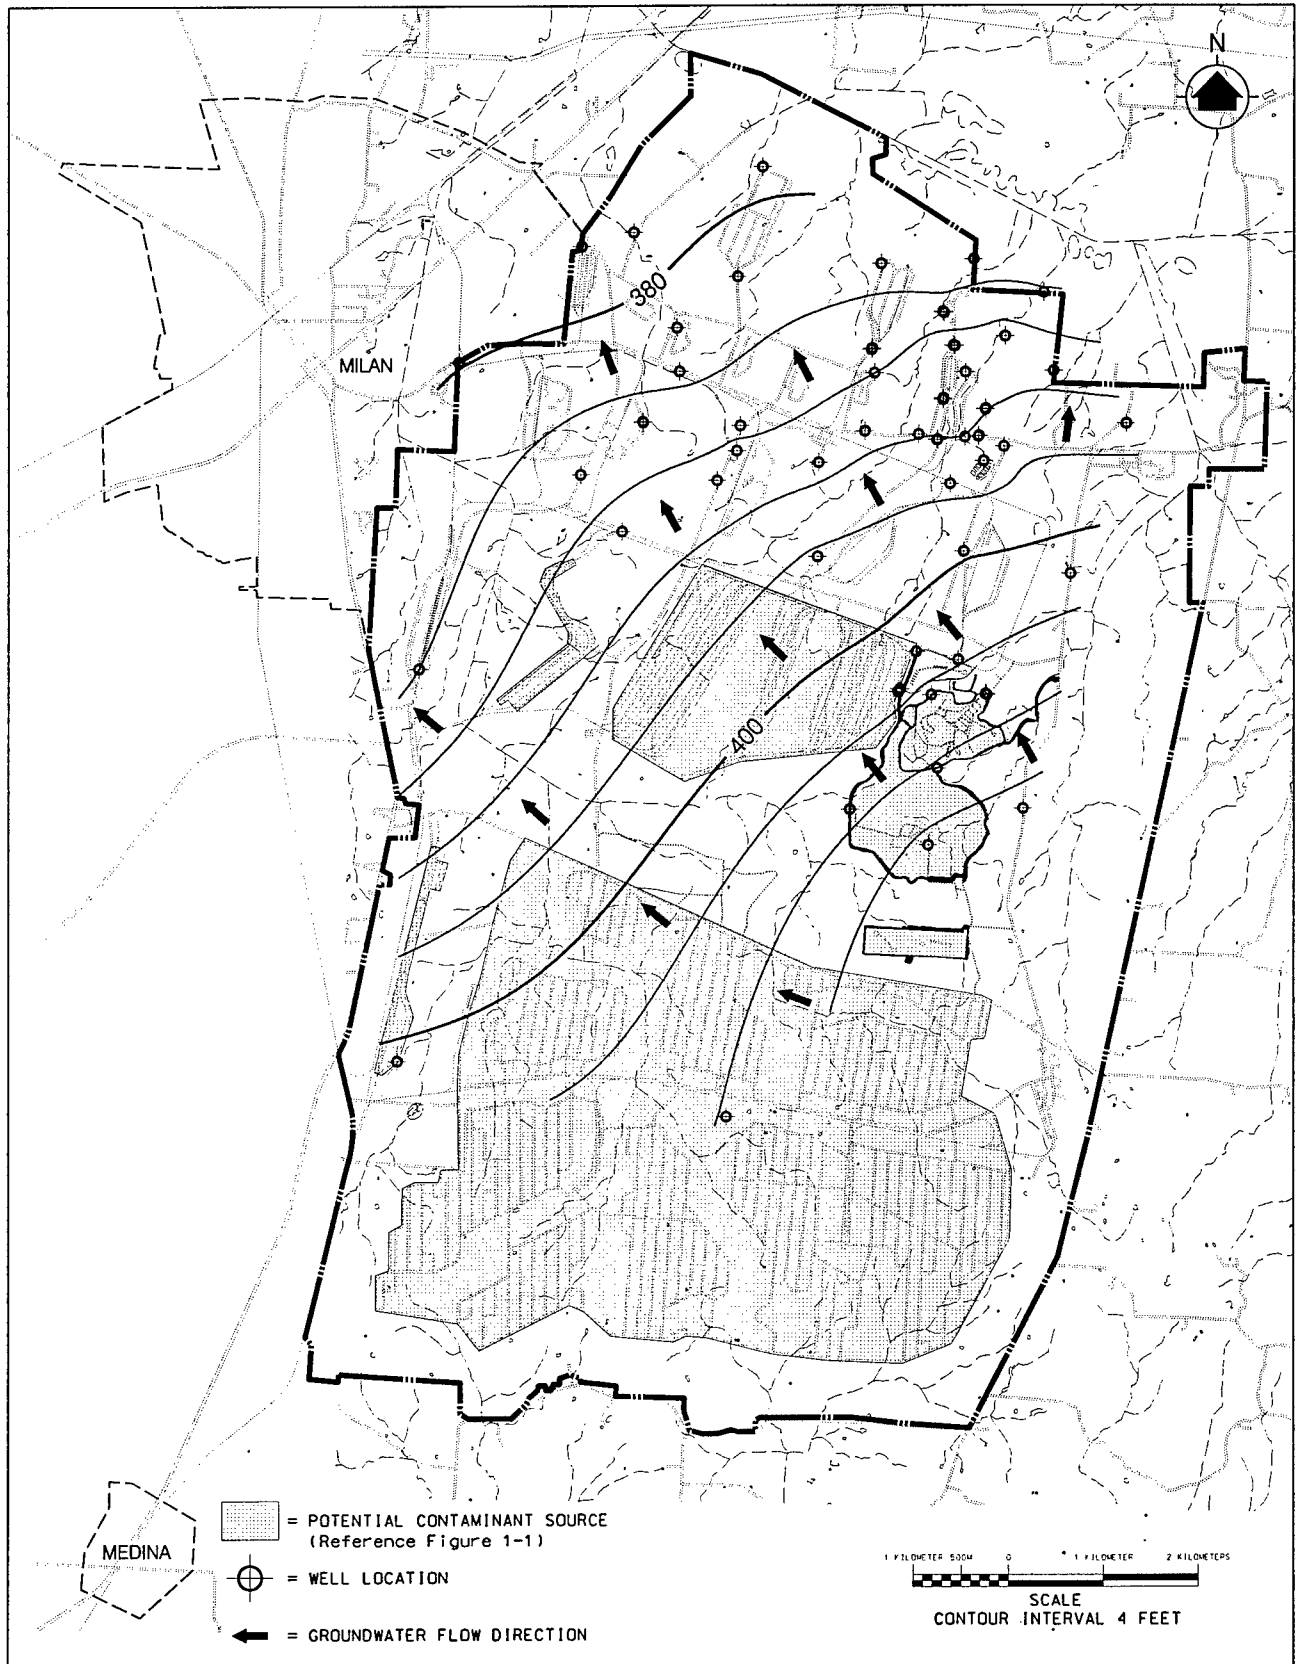 N
380
MILAN
400
MEDINA
= POTENTIAL CONTAMINANT SOURCE
(Reference Figure 1-1)
= WELL LOCATION
= GROUNDWATER FLOW DIRECTION
1 KILOMETER 500M 0 1 KILOMETER 2 KILOMETERS
SCALE
CONTOUR INTERVAL 4 FEET